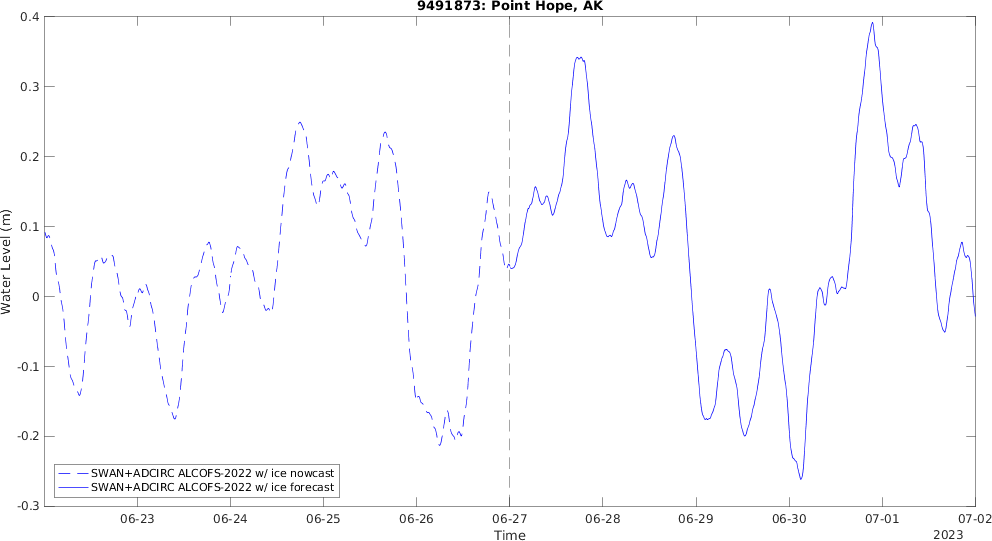 9491873: Point Hope, AK
Water Level (m)
0.4
0.3
0.2
0.1
0
-0.1
-0.2
-0.3
SWAN+ADCIRC ALCOFS-2022 w/ ice nowcast
SWAN+ADCIRC ALCOFS-2022 w/ ice forecast
06-23 06-24 06-25 06-26 06-27 06-28 06-29 06-30 07-01 07-02
Time
2023